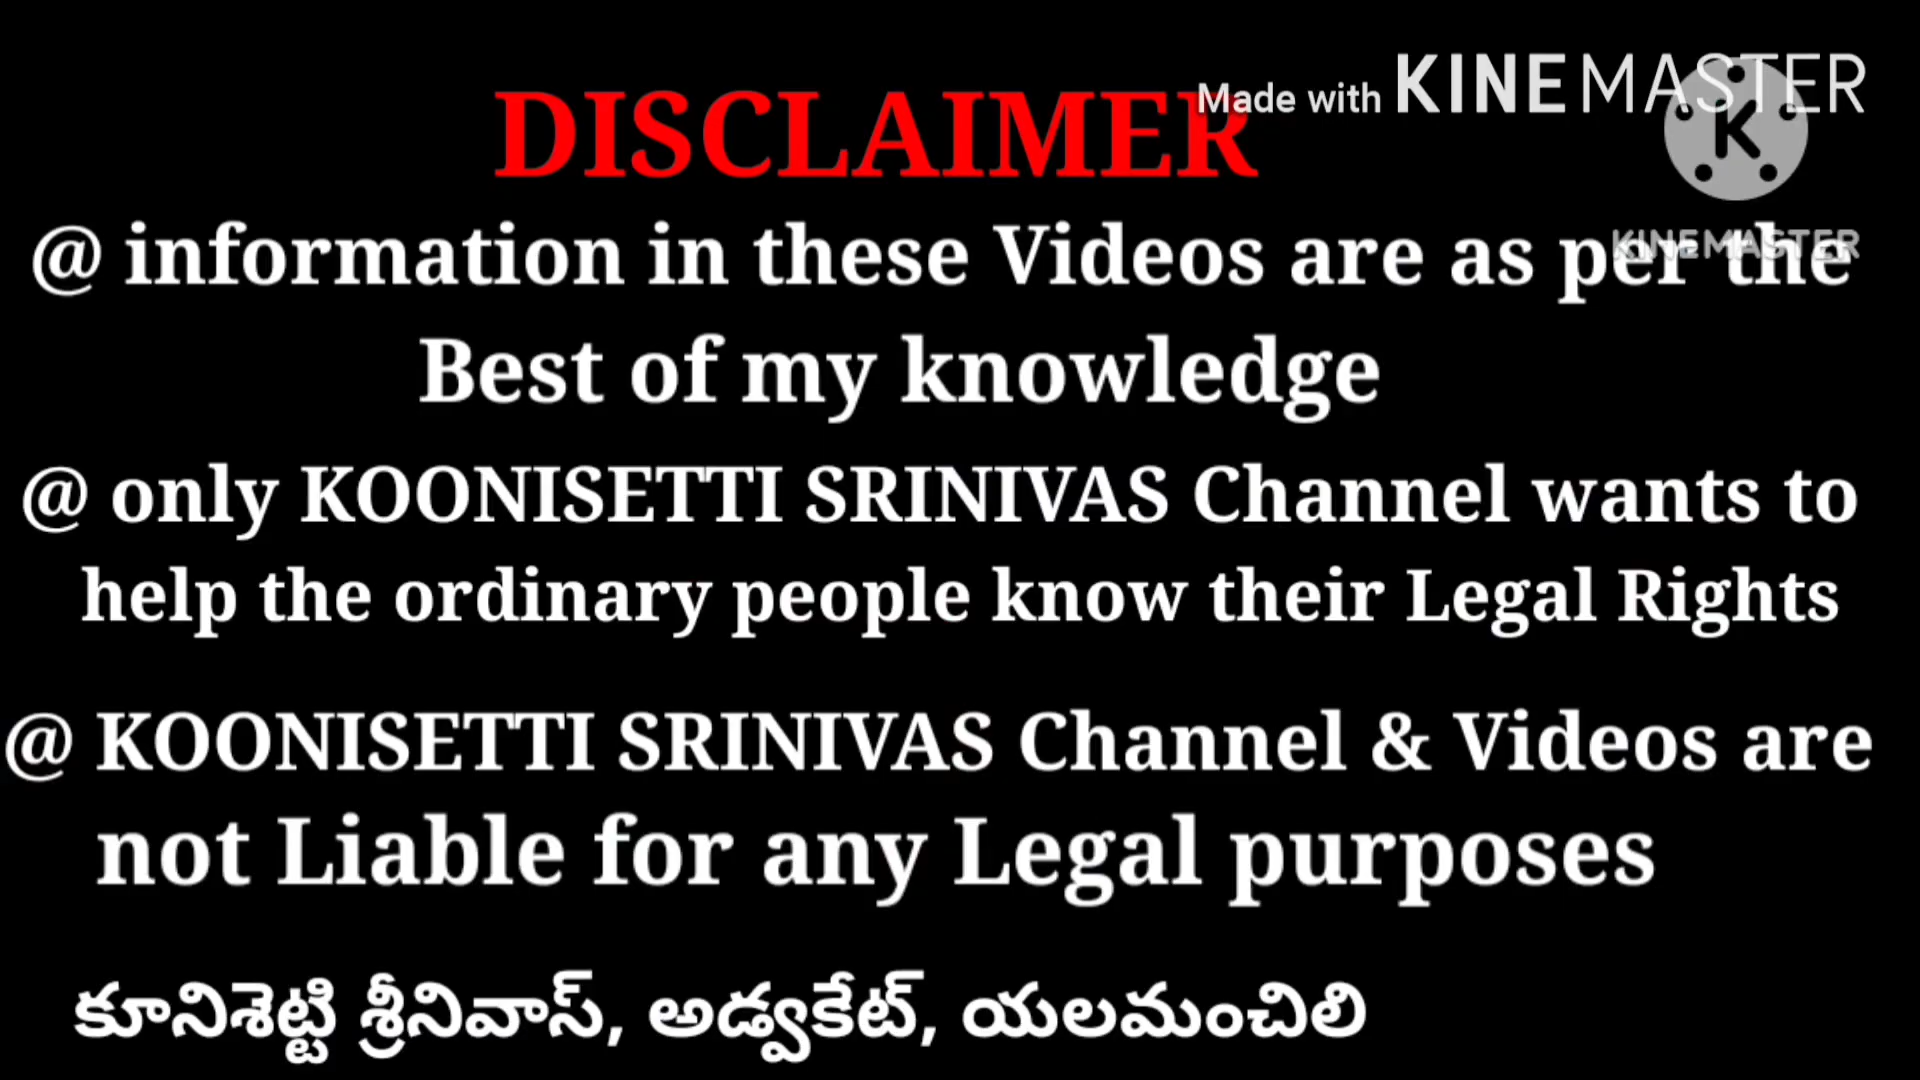 DISCLAIMER
Made with KINEMASTER
K
KINEMASTER
@ information in these Videos are as per the
Best of my knowledge
@ only KOONISETTI SRINIVAS Channel wants to
help the ordinary people know their Legal Rights
@ KOONISETTI SRINIVAS Channel & Videos are
not Liable for any Legal purposes
కూనిశెట్టి శ్రీనివాస్, అడ్వకేట్, యలమంచిలి